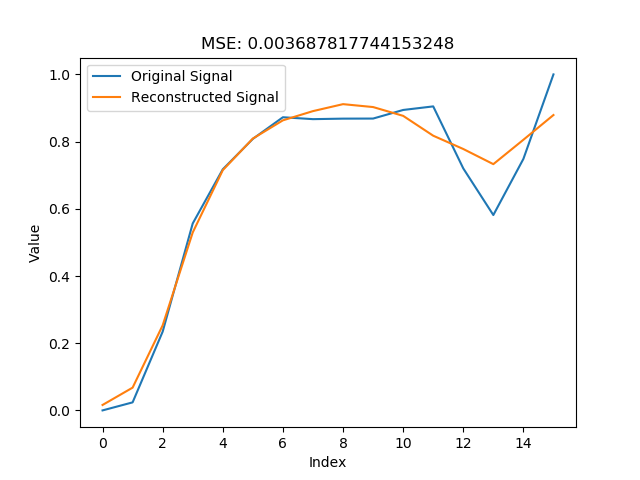 MSE: 0.003687817744153248
Original Signal
Reconstructed Signal
1.0
0.8
0.6
0.4
0.2
0.0
Value
0 2 4 6 8 10 12 14
Index